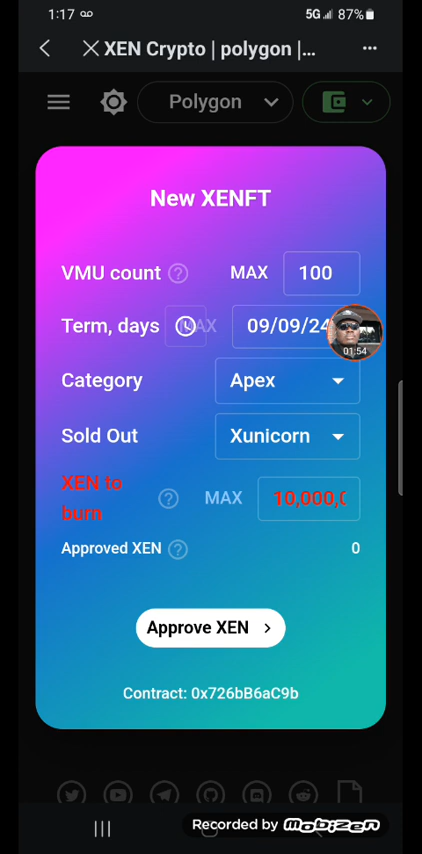 1:17
5G 87%
XEN Crypto | polygon |...
Polygon
New XENFT
VMU count ? MAX 100
Term, days 09/09/24
01:54
Category Apex
Sold Out Xunicorn
XEN to
burn ? MAX 10,000,0
Approved XEN ? 0
Approve XEN >
Contract: 0x726bB6aC9b
Recorded by MOBIZEN